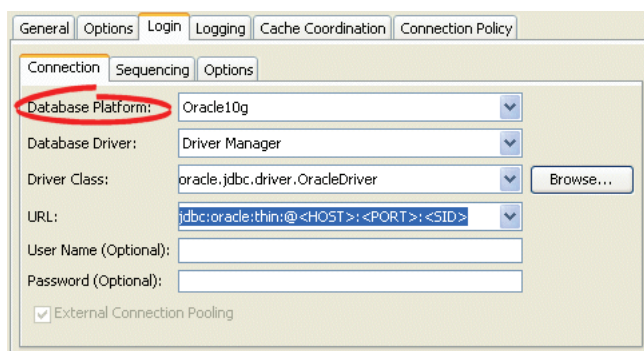 General Options Login Logging Cache Coordination Connection Policy
Connection Sequencing Options
Database Platform: Oracle10g
Database Driver: Driver Manager
Driver Class: oracle.jdbc.driver.OracleDriver Browse...
URL: jdbc:oracle:thin:@<HOST>:<PORT>:<SID>
User Name (Optional):
Password (Optional):
External Connection Pooling